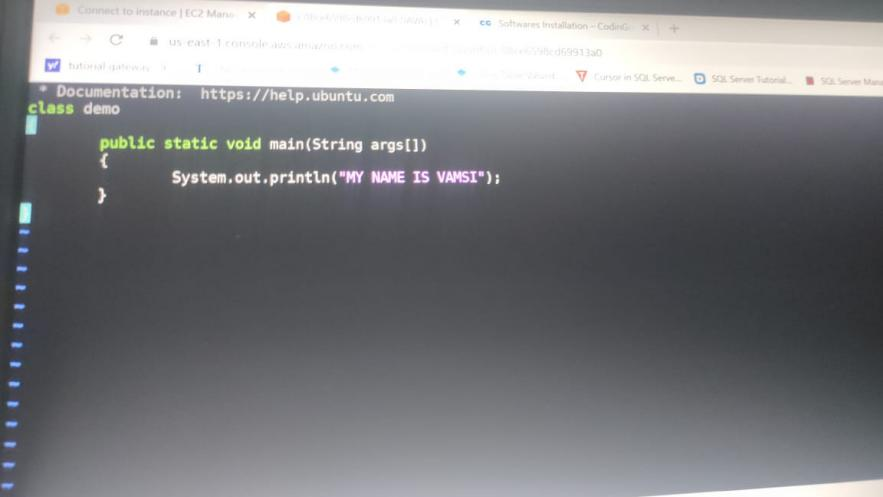 Connect to instance | EC2 Mana
Softwares Installation – CodinG
us-east-1.console.aws.amazon.com
tutorial gateway
Cursor in SQL Serve...
SQL Server Tutorial...
SQL Server Mana
* Documentation: https://help.ubuntu.com
class demo
{
public static void main(String args[])
{
System.out.println("MY NAME IS VAMSI");
}
}
~
~
~
~
~
~
~
~
~
~
~
~
~
~